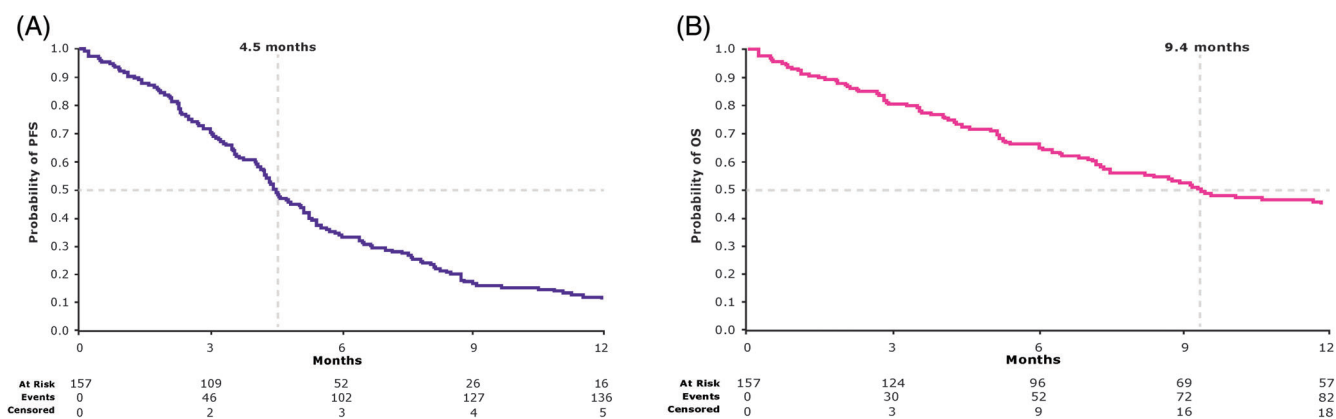 (A)
4.5 months
1.0
0.9
0.8
0.7
0.6
0.5
0.4
0.3
0.2
0.1
0.0
Probability of PFS
0 3 6 9 12
Months
At Risk 157 109 52 26 16
Events 0 46 102 127 136
Censored 0 2 3 4 5
(B)
9.4 months
1.0
0.9
0.8
0.7
0.6
0.5
0.4
0.3
0.2
0.1
0.0
Probability of OS
0 3 6 9 12
Months
At Risk 157 124 96 69 57
Events 0 30 52 72 82
Censored 0 3 9 16 18